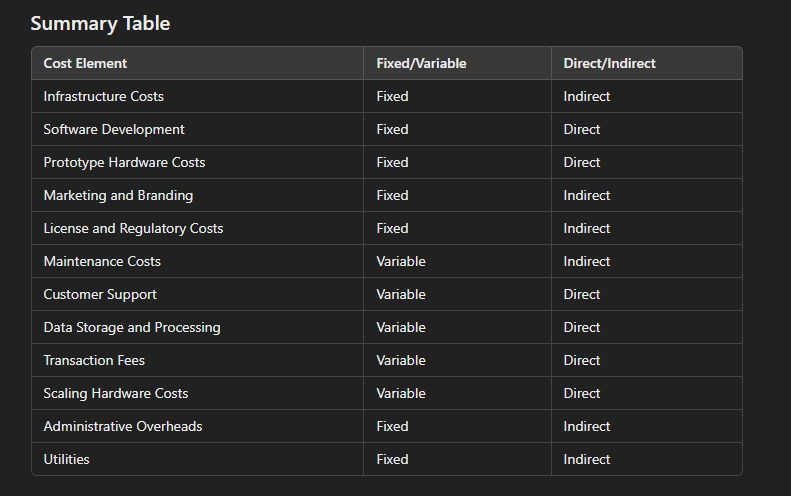 Summary Table
Cost Element Fixed/Variable Direct/Indirect
Infrastructure Costs Fixed Indirect
Software Development Fixed Direct
Prototype Hardware Costs Fixed Direct
Marketing and Branding Fixed Indirect
License and Regulatory Costs Fixed Indirect
Maintenance Costs Variable Indirect
Customer Support Variable Direct
Data Storage and Processing Variable Direct
Transaction Fees Variable Direct
Scaling Hardware Costs Variable Direct
Administrative Overheads Fixed Indirect
Utilities Fixed Indirect